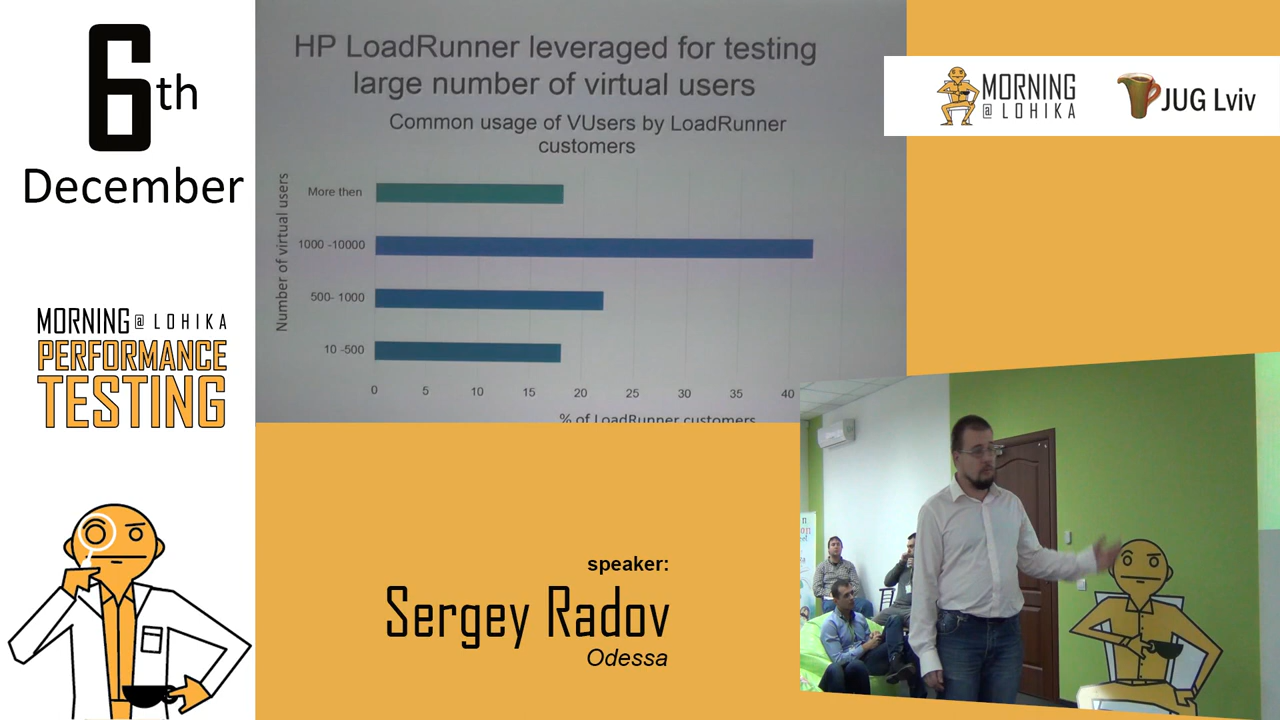 6th
December
MORNING @ LOHIKA
PERFORMANCE
TESTING
HP LoadRunner leveraged for testing
large number of virtual users
Common usage of VUsers by LoadRunner
customers
Number of virtual users
More then
1000 -10000
500- 1000
10 -500
0 5 10 15 20 25 30 35 40
% of LoadRunner customers
MORNING
@ LOHIKA
JUG Lviv
speaker:
Sergey Radov
Odessa